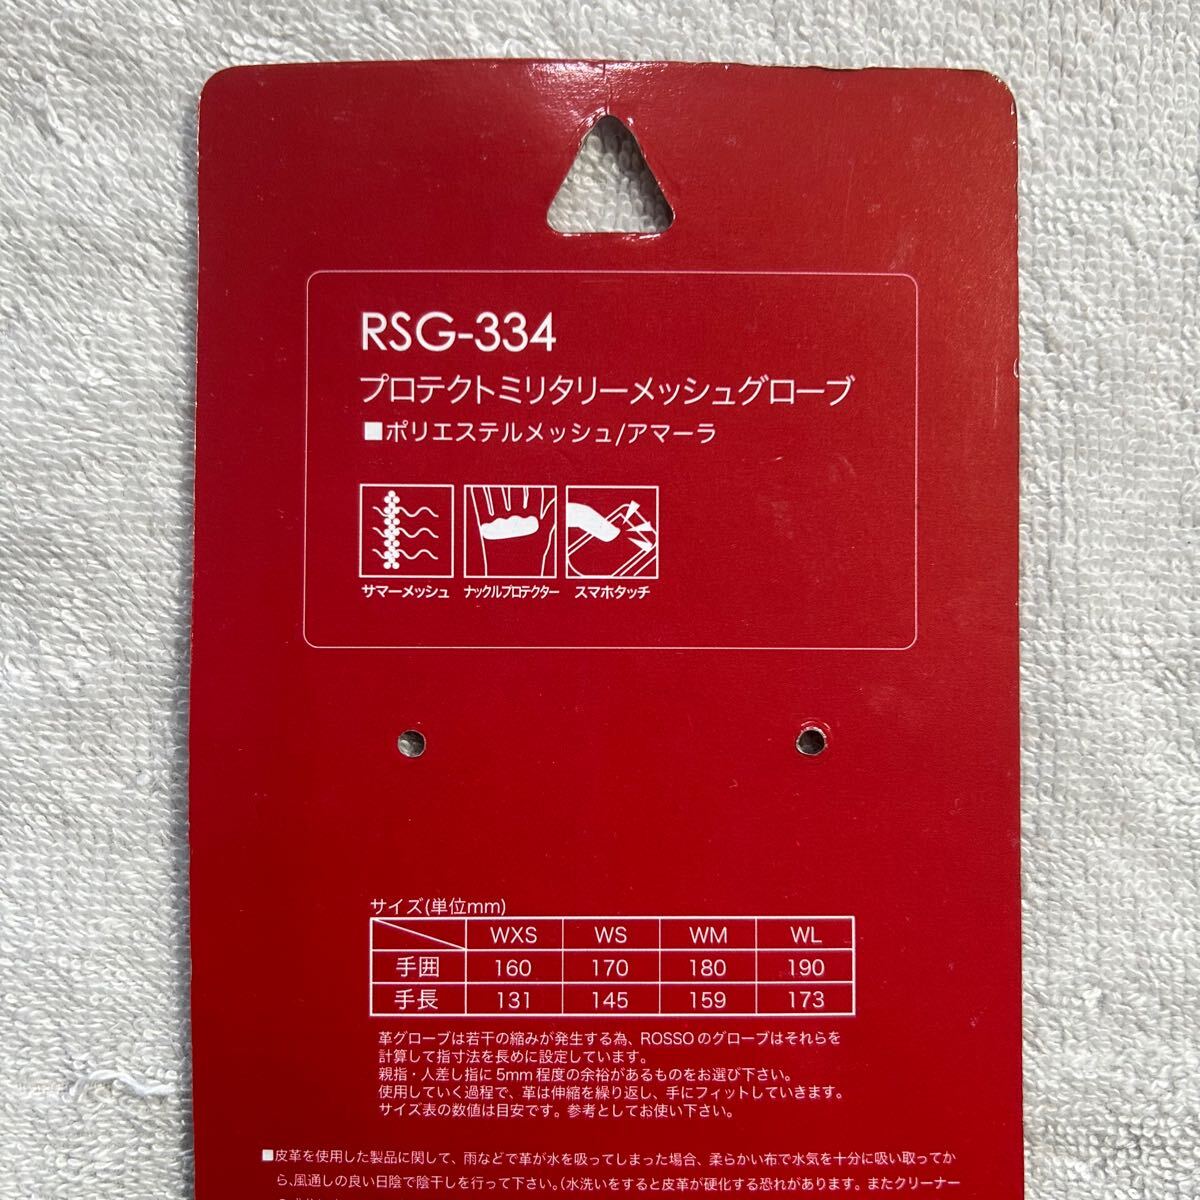 RSG-334
プロテクトミリタリーメッシュグローブ
■ポリエステルメッシュ/アマーラ
サマーメッシュ ナックルプロテクター スマホタッチ
サイズ(単位mm)
WXS WS WM WL
手囲 160 170 180 190
手長 131 145 159 173
革グローブは若干の縮みが発生する為、ROSSOのグローブはそれらを
計算して指寸法を長めに設定しています。
親指・人差し指に5mm程度の余裕があるものをお選び下さい。
使用していく過程で、革は伸縮を繰り返し、手にフィットしていきます。
サイズ表の数値は目安です。参考としてお使い下さい。
■皮革を使用した製品に関して、雨などで革が水を吸ってしまった場合、柔らかい布で水気を十分に吸い取ってか
ら、風通しの良い日陰で陰干しを行って下さい。(水洗いをすると皮革が硬化する恐れがあります。またクリーナー